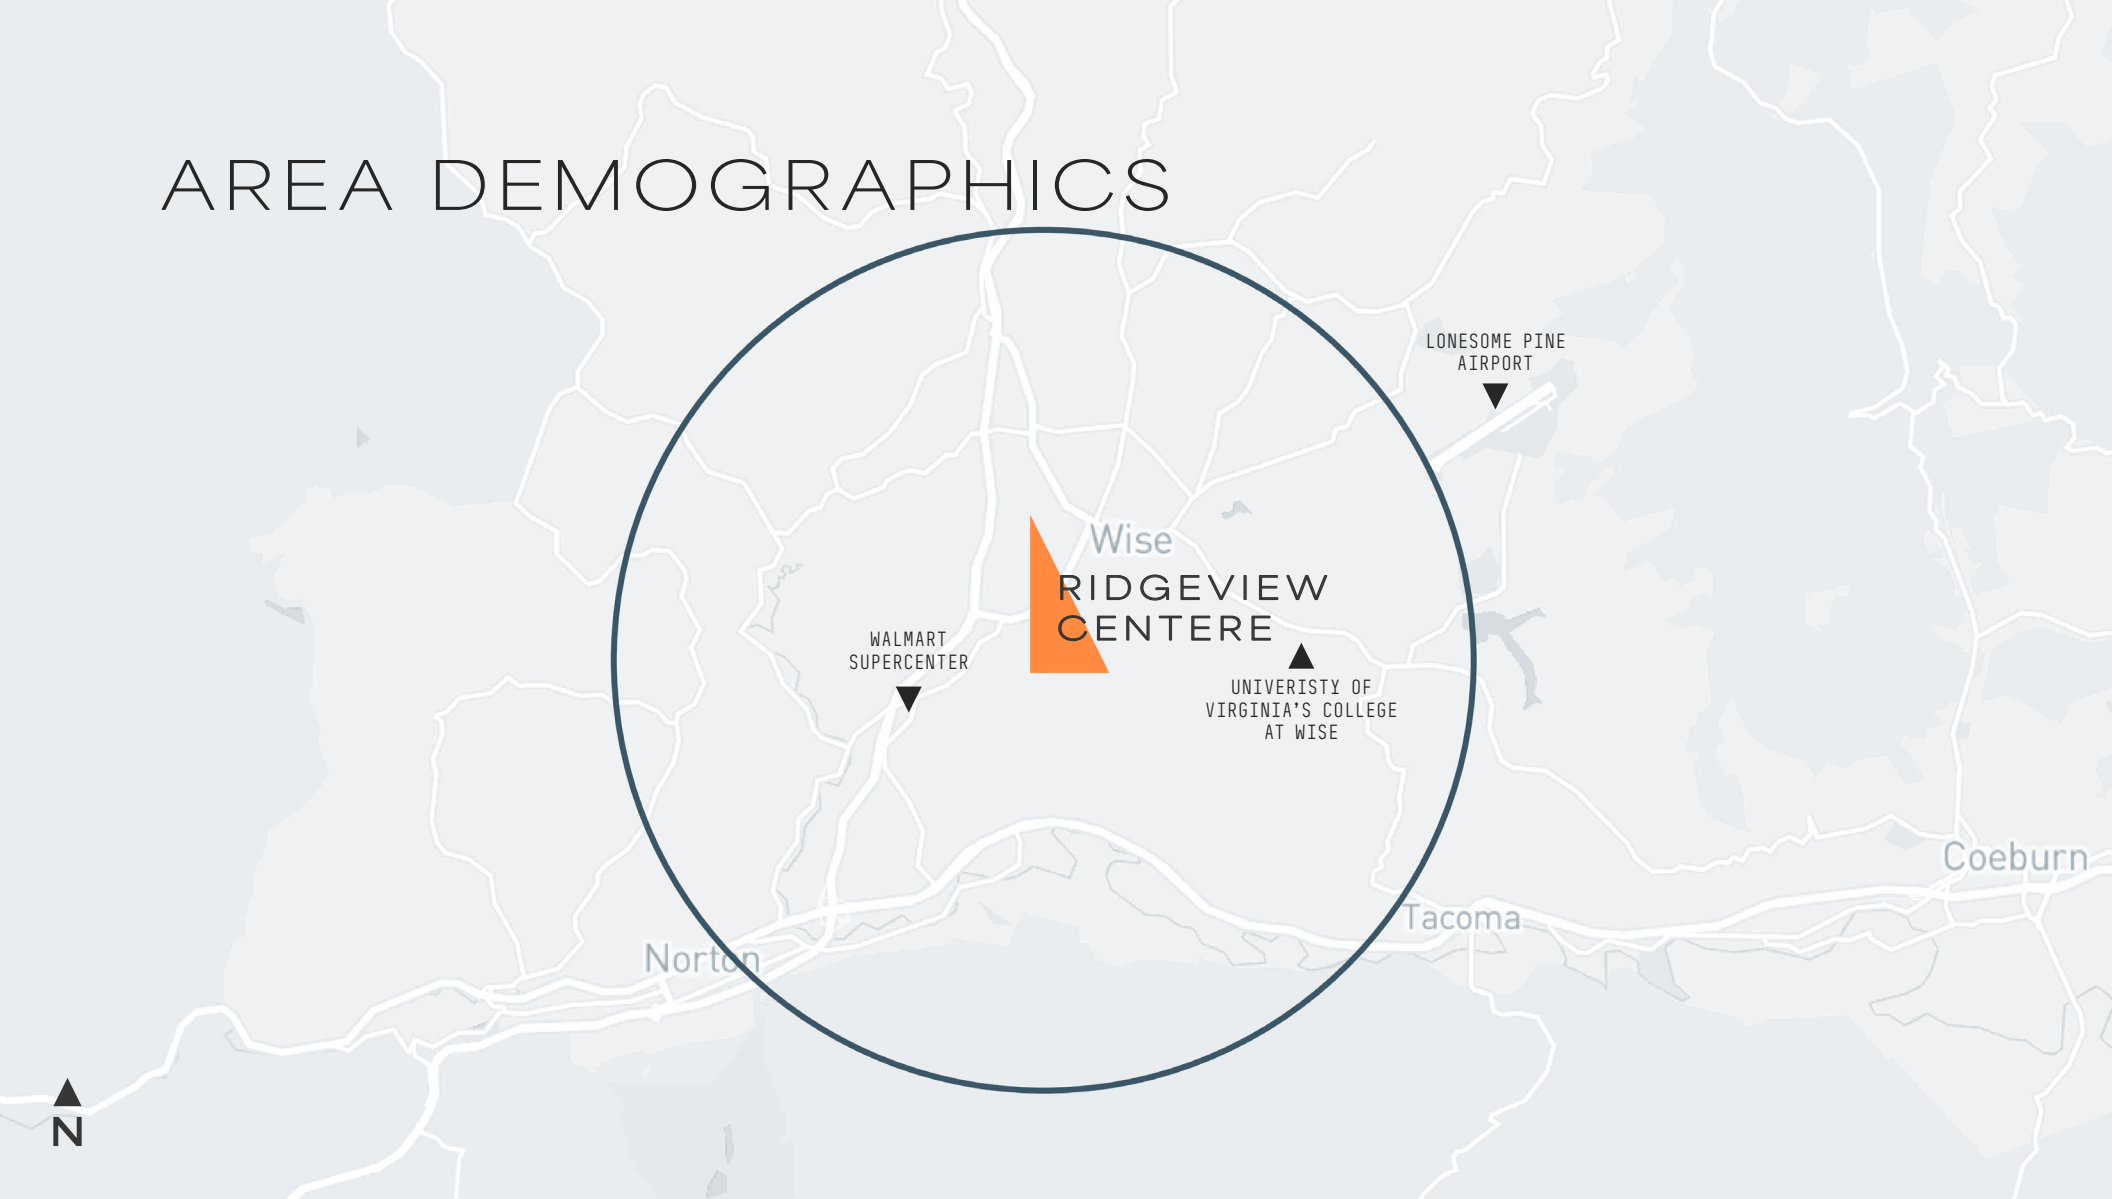 AREA DEMOGRAPHICS
LONESOME PINE
AIRPORT
Wise
RIDGEVIEW
CENTERE
WALMART
SUPERCENTER
UNIVERISTY OF
VIRGINIA'S COLLEGE
AT WISE
Coeburn
Tacoma
Norton
N